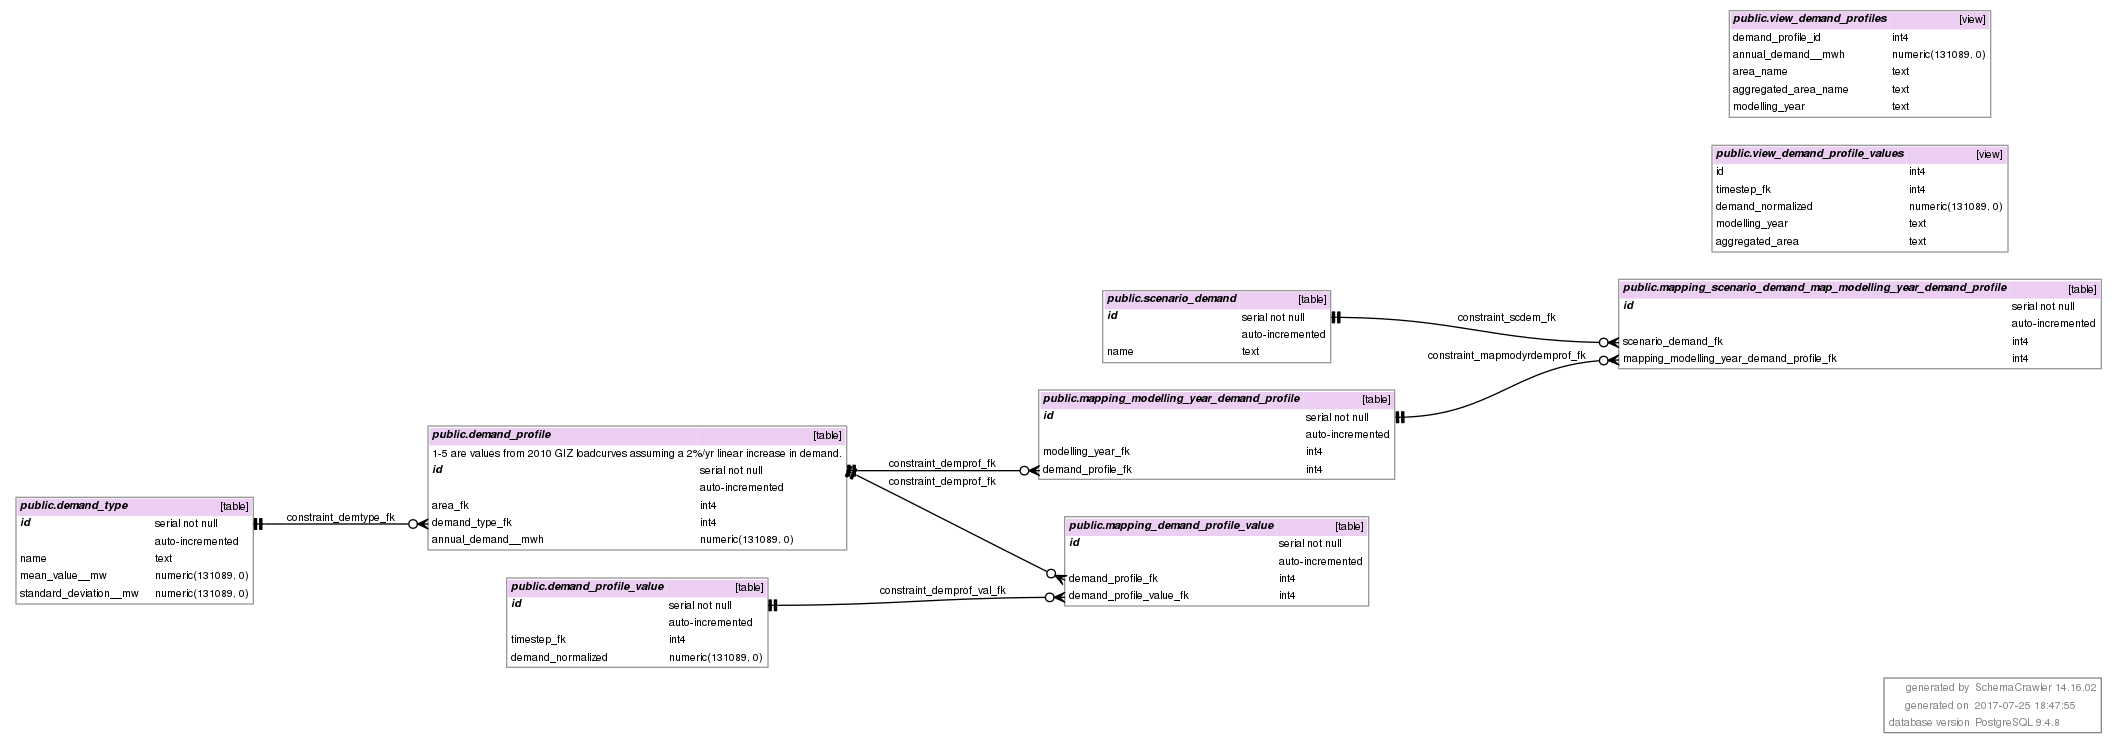 public.view_demand_profiles [view]
demand_profile_id int4
annual_demand__mwh numeric(131089, 0)
area_name text
aggregated_area_name text
modelling_year text
public.view_demand_profile_values [view]
id int4
timestep_fk int4
demand_normalized numeric(131089, 0)
modelling_year text
aggregated_area text
public.scenario_demand [table]
id serial not null
auto-incremented
name text
constraint_scdem_fk
constraint_mapmodyrdemprof_fk
public.mapping_scenario_demand_map_modelling_year_demand_profile [table]
id serial not null
auto-incremented
scenario_demand_fk int4
mapping_modelling_year_demand_profile_fk int4
public.mapping_modelling_year_demand_profile [table]
id serial not null
auto-incremented
modelling_year_fk int4
demand_profile_fk int4
public.demand_profile [table]
1-5 are values from 2010 GIZ loadcurves assuming a 2%/yr linear increase in demand.
id serial not null
auto-incremented
area_fk int4
demand_type_fk int4
annual_demand__mwh numeric(131089, 0)
constraint_demprof_fk
constraint_demprof_fk
public.demand_type [table]
id serial not null
auto-incremented
name text
mean_value__mw numeric(131089, 0)
standard_deviation__mw numeric(131089, 0)
constraint_demtype_fk
public.mapping_demand_profile_value [table]
id serial not null
auto-incremented
demand_profile_fk int4
demand_profile_value_fk int4
public.demand_profile_value [table]
id serial not null
auto-incremented
timestep_fk int4
demand_normalized numeric(131089, 0)
constraint_demprof_val_fk
generated by SchemaCrawler 14.16.02
generated on 2017-07-25 18:47:55
database version PostgreSQL 9.4.8